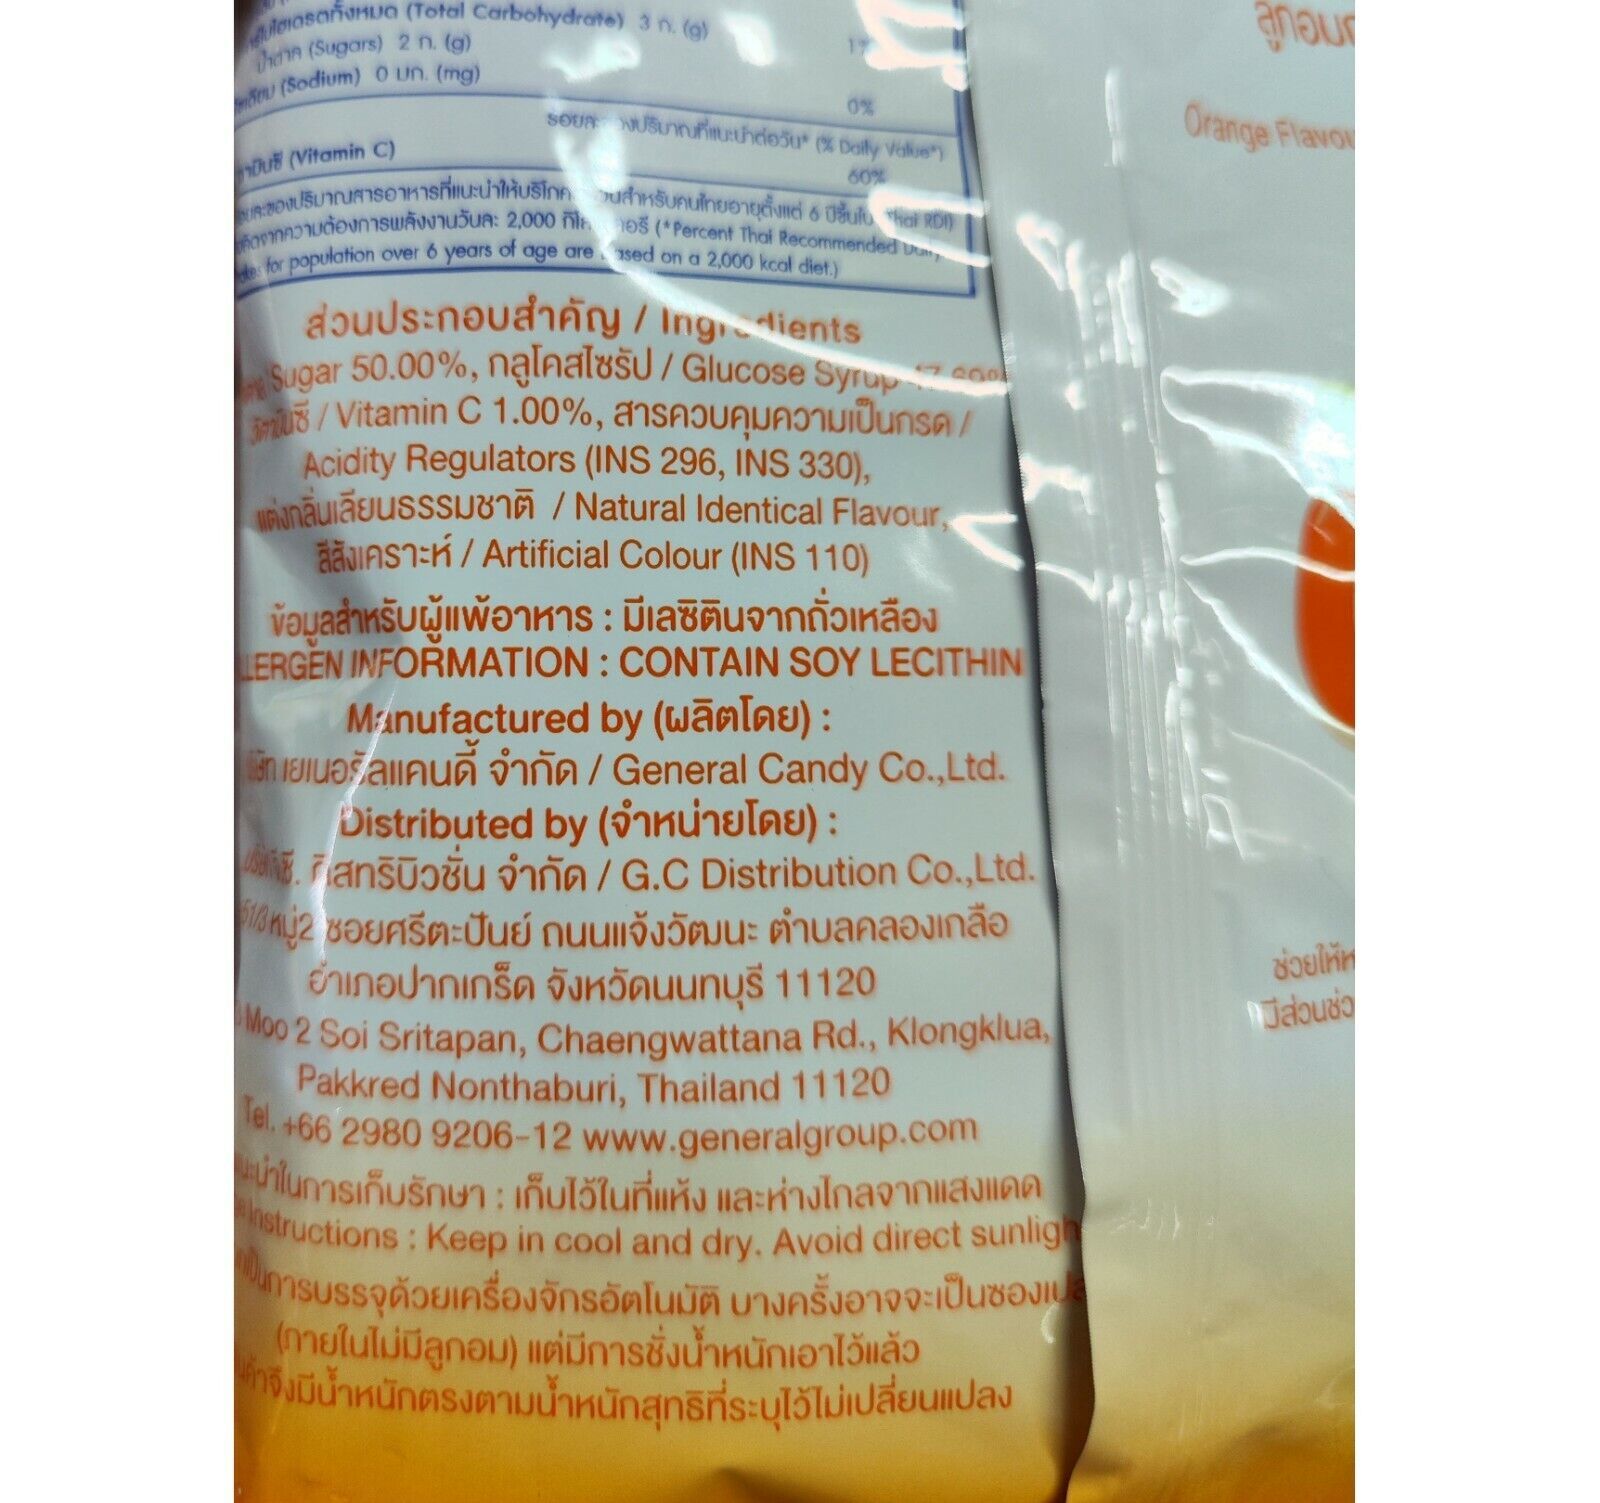 (Total Carbohydrate) 3 ก. (g)
น้ำตาล (Sugars) 2 ก. (g)
(Sodium) 0 มก. (mg)
0%
(% Daily Value*)
(Vitamin C)
60%
2,000
(*Percent Thai Recommended
for population over 6 years of age are on a 2,000 kcal diet.)
ส่วนประกอบสำคัญ / Ingredients
Sugar 50.00%, กลูโคสไซรัป / Glucose Syrup
วิตามินซี / Vitamin C 1.00%, สารควบคุมความเป็นกรด /
Acidity Regulators (INS 296, INS 330),
แต่งกลิ่นเลียนธรรมชาติ / Natural Identical Flavour,
สีสังเคราะห์ / Artificial Colour (INS 110)
ข้อมูลสำหรับผู้แพ้อาหาร : มีเลซิตินจากถั่วเหลือง
INFORMATION : CONTAIN SOY LECITHIN
Manufactured by (ผลิตโดย) :
เยเนอรัลแคนดี้ จำกัด / General Candy Co.,Ltd.
Distributed by (จำหน่ายโดย) :
ดิสทริบิวชั่น จำกัด / G.C Distribution Co.,Ltd.
หมู่2 ซอยศรีตะปันย์ ถนนแจ้งวัฒนะ ตำบลคลองเกลือ
อำเภอปากเกร็ด จังหวัดนนทบุรี 11120
Moo 2 Soi Sritapan, Chaengwattana Rd., Klongklua,
Pakkred Nonthaburi, Thailand 11120
Tel. +66 2980 9206-12 www.generalgroup.com
แนะนำในการเก็บรักษา : เก็บไว้ในที่แห้ง และห่างไกลจากแสงแดด
Instructions : Keep in cool and dry. Avoid direct
การบรรจุด้วยเครื่องจักรอัตโนมัติ บางครั้งอาจจะเป็นซอง
(ภายในไม่มีลูกอม) แต่มีการชั่งน้ำหนักเอาไว้แล้ว
จึงมีน้ำหนักตรงตามน้ำหนักสุทธิที่ระบุไว้ไม่เปลี่ยนแปลง
Orange